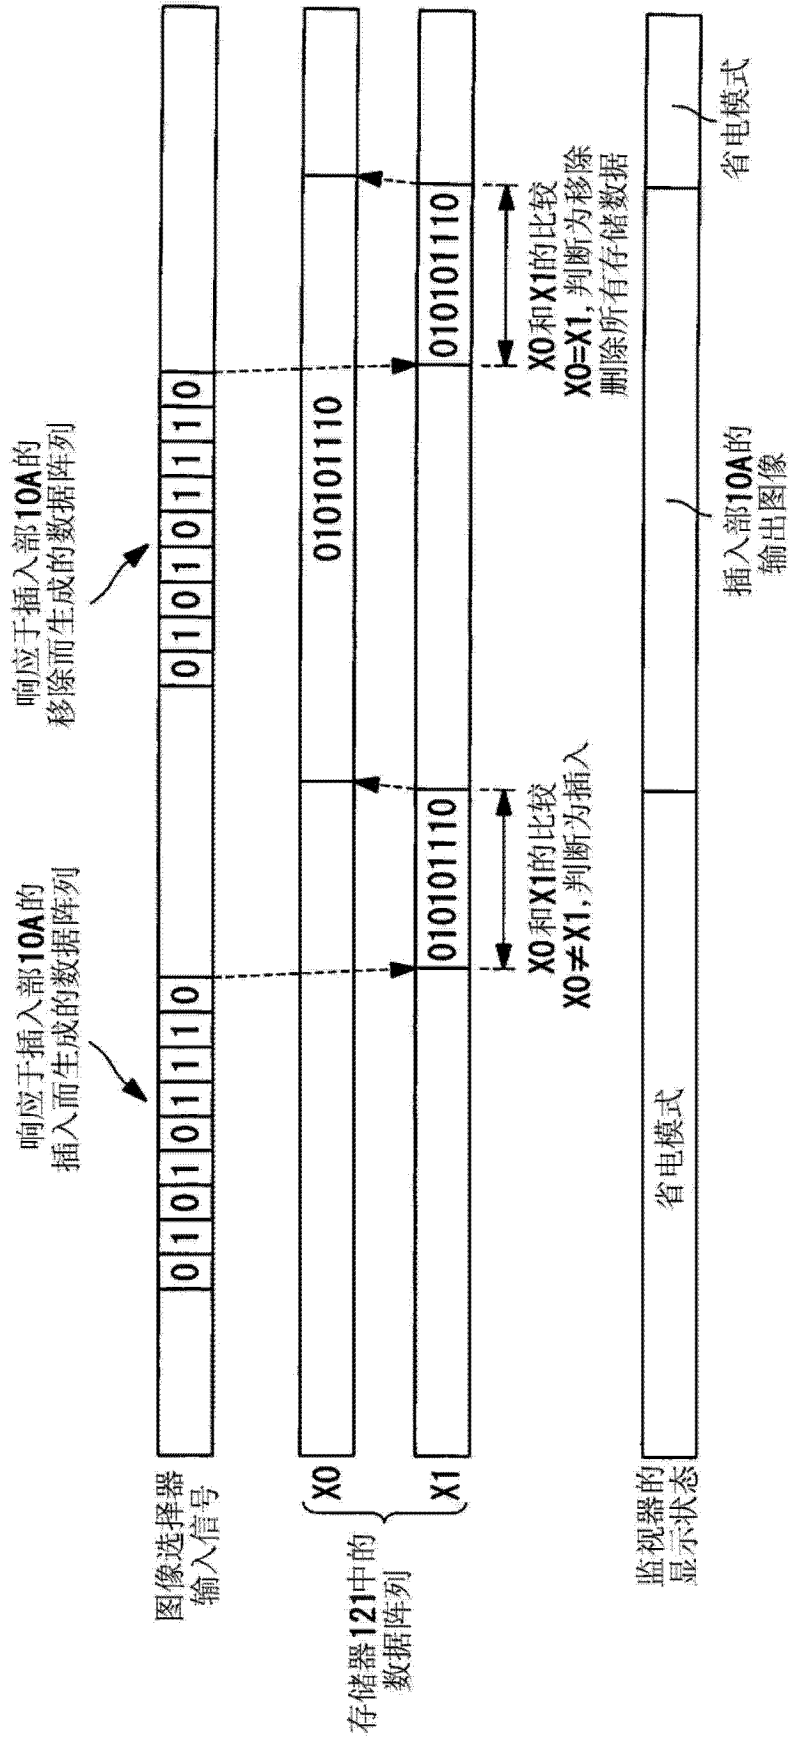 响应于插入部10A的
插入而生成的数据阵列
响应于插入部10A的
移除而生成的数据阵列
图像选择器
输入信号
0 1 0 1 0 1 1 1 0
0 1 0 1 0 1 1 1 0
存储器121中的
数据阵列
X0
010101110
X1
010101110
010101110
X0和X1的比较
X0≠X1,判断为插入
X0和X1的比较
X0=X1,判断为移除
删除所有存储数据
监视器的
显示状态
省电模式
插入部10A的
输出图像
省电模式